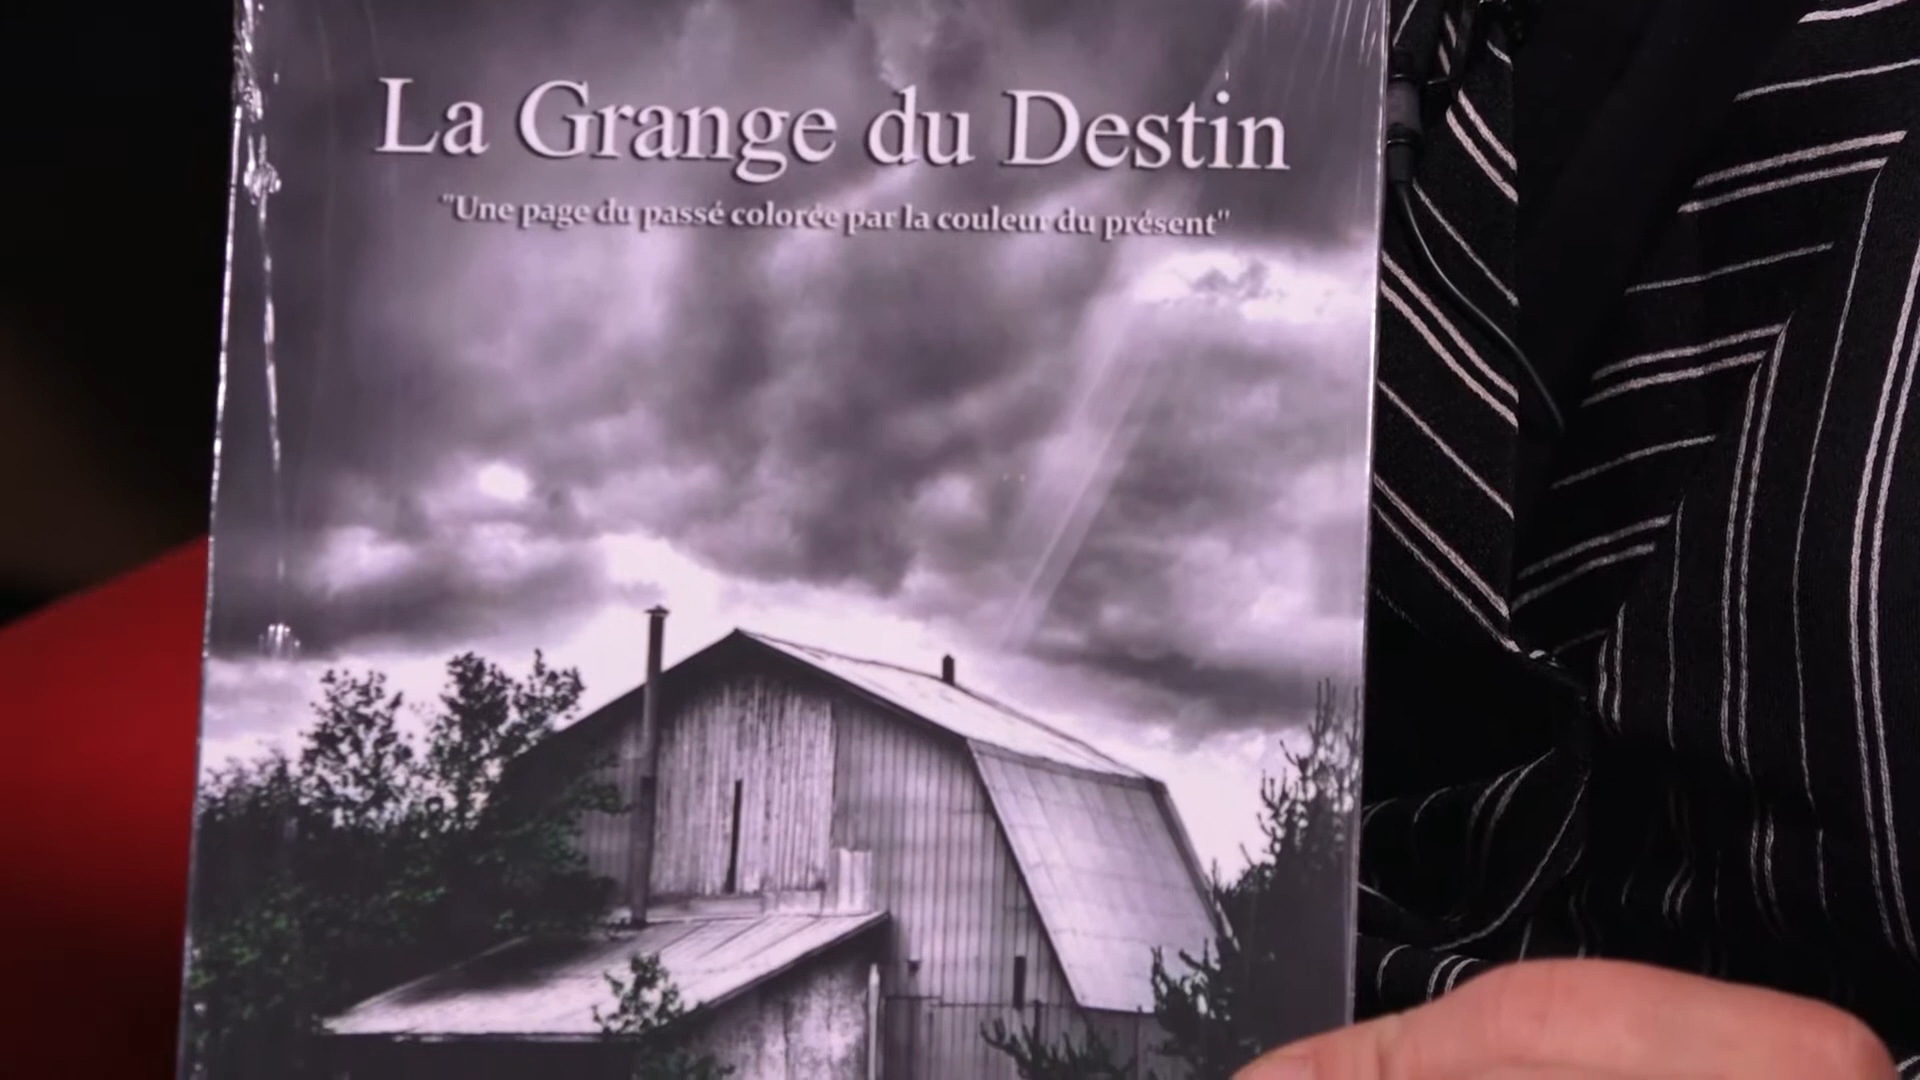 La Grange du Destin
"Une page du passé colorée par la couleur du présent"